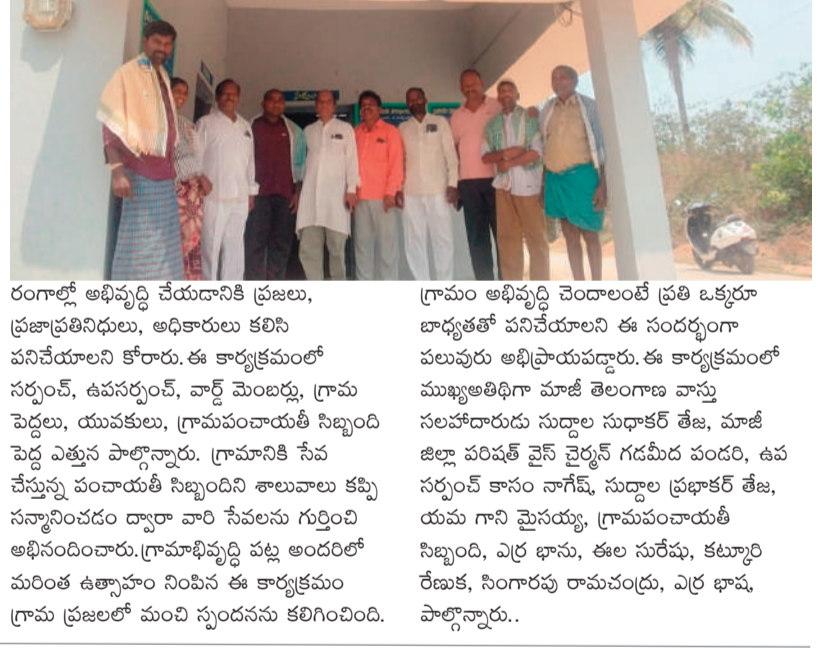 రంగాల్లో అభివృద్ధి చేయడానికి ప్రజలు,
ప్రజాప్రతినిధులు, అధికారులు కలిసి
పనిచేయాలని కోరారు.ఈ కార్యక్రమంలో
సర్పంచ్, ఉపసర్పంచ్, వార్డ్ మెంబర్లు, గ్రామ
పెద్దలు, యువకులు, గ్రామపంచాయతీ సిబ్బంది
పెద్ద ఎత్తున పాల్గొన్నారు. గ్రామానికి సేవ
చేస్తున్న పంచాయతీ సిబ్బందిని శాలువాలు కప్పి
సన్మానించడం ద్వారా వారి సేవలను గుర్తించి
అభినందించారు.గ్రామాభివృద్ధి పట్ల అందరిలో
మరింత ఉత్సాహం నింపిన ఈ కార్యక్రమం
గ్రామ ప్రజలలో మంచి స్పందనను కలిగించింది.
గ్రామం అభివృద్ధి చెందాలంటే ప్రతి ఒక్కరూ
బాధ్యతతో పనిచేయాలని ఈ సందర్భంగా
పలువురు అభిప్రాయపడ్డారు.ఈ కార్యక్రమంలో
ముఖ్యఅతిథిగా మాజీ తెలంగాణ వాస్తు
సలహాదారుడు సుద్దాల సుధాకర్ తేజ, మాజీ
జిల్లా పరిషత్ వైస్ చైర్మన్ గడమీద పండరి, ఉప
సర్పంచ్ కాసం నాగేష్, సుద్దాల ప్రభాకర్ తేజ,
యమ గాని మైసయ్య, గ్రామపంచాయతీ
సిబ్బంది, ఎర్ర భాను, ఈల సురేషు, కట్కూరి
రేణుక, సింగారపు రామచంద్రు, ఎర్ర భాష,
పాల్గొన్నారు..